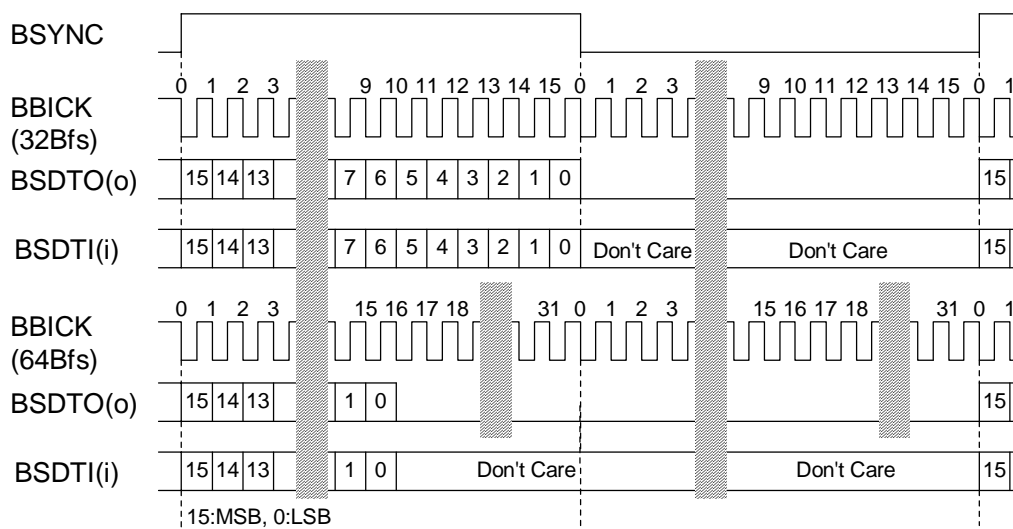 BSYNC
0 1 2 3 9 10 11 12 13 14 15 0 1 2 3 9 10 11 12 13 14 15 0 1
BBICK
(32Bfs)
BSDTO(o) 15 14 13 7 6 5 4 3 2 1 0 15
BSDTI(i) 15 14 13 7 6 5 4 3 2 1 0 Don't Care Don't Care 15
0 1 2 3 15 16 17 18 31 0 1 2 3 15 16 17 18 31 0 1
BBICK
(64Bfs)
BSDTO(o) 15 14 13 1 0 15
BSDTI(i) 15 14 13 1 0 Don't Care Don't Care 15
15:MSB, 0:LSB